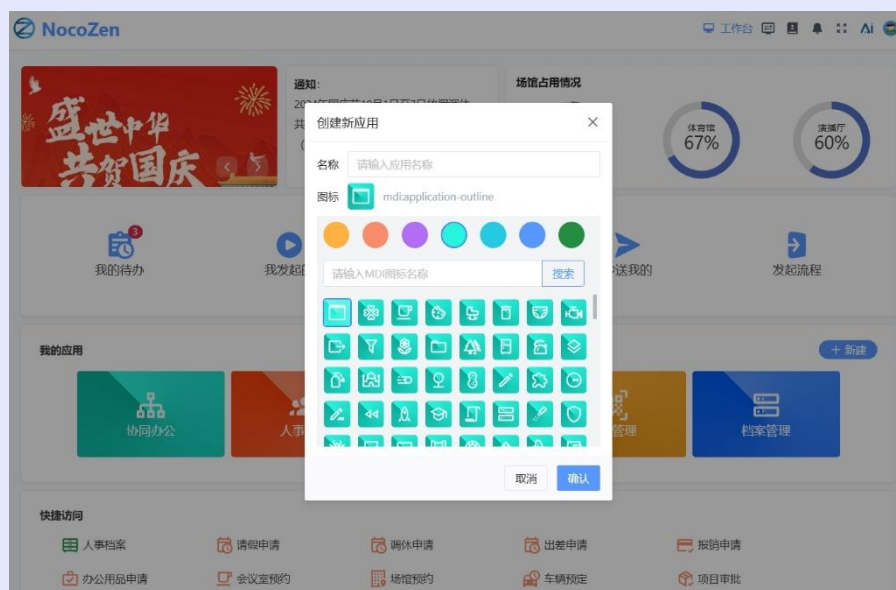 NocoZen
工作台
Ai
盛世中华
共贺国庆
通知：
场馆占用情况
体育馆
67%
演播厅
60%
创建新应用
名称
请输入应用名称
图标
mdi:application-outline
请输入MDI图标名称
搜索
取消
确认
3
我的待办
我发起的
送我的
发起流程
我的应用
+ 新建
协同办公
人事
管理
档案管理
快捷访问
人事档案
请假申请
调休申请
出差申请
报销申请
办公用品申请
会议室预约
场馆预约
车辆预定
项目审批